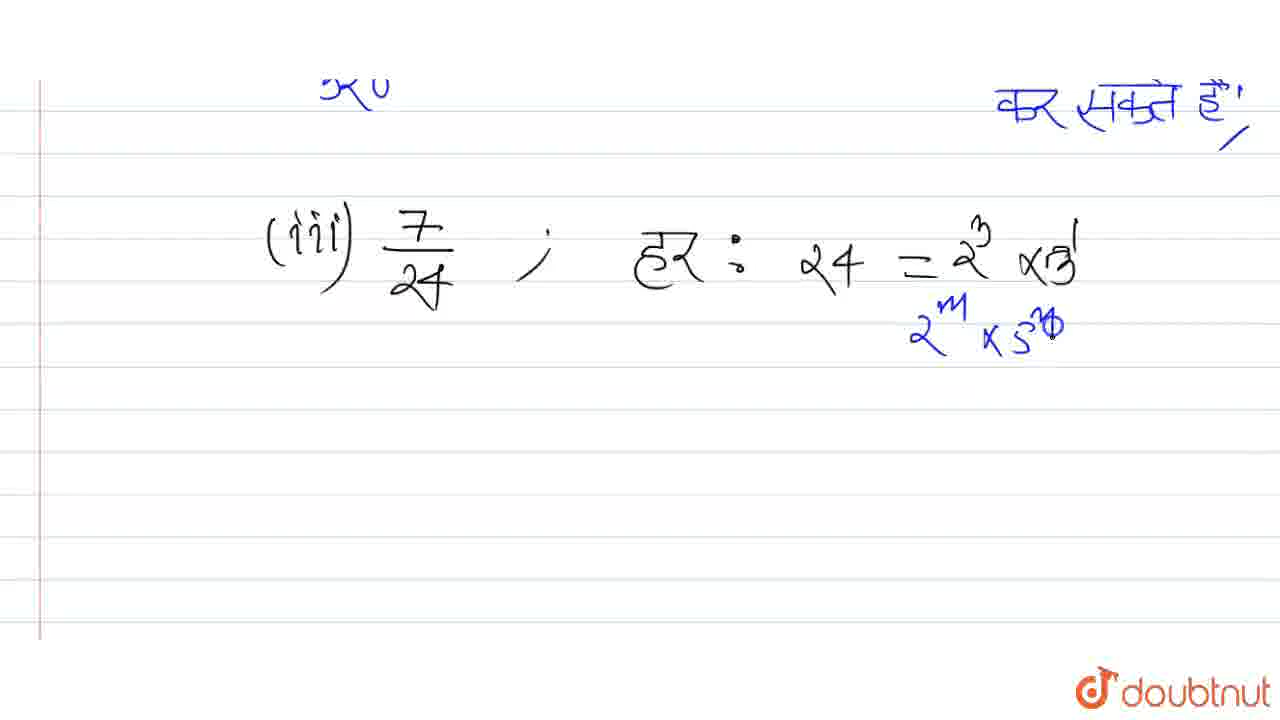 कर सकते हैं।
(iii) 7/24 ; हर : 24 = 2³ × 3¹
2ᵐ × 5ⁿ
doubtnut